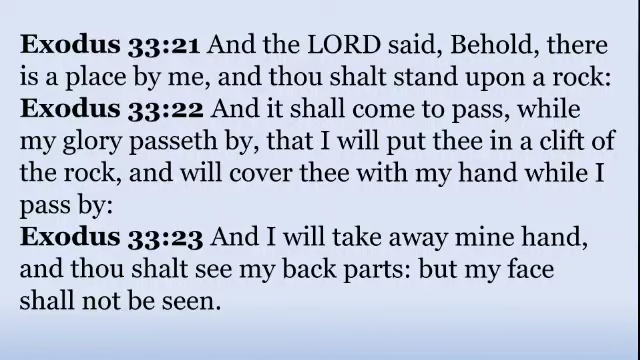 Exodus 33:21 And the LORD said, Behold, there
is a place by me, and thou shalt stand upon a rock:
Exodus 33:22 And it shall come to pass, while
my glory passeth by, that I will put thee in a clift of
the rock, and will cover thee with my hand while I
pass by:
Exodus 33:23 And I will take away mine hand,
and thou shalt see my back parts: but my face
shall not be seen.